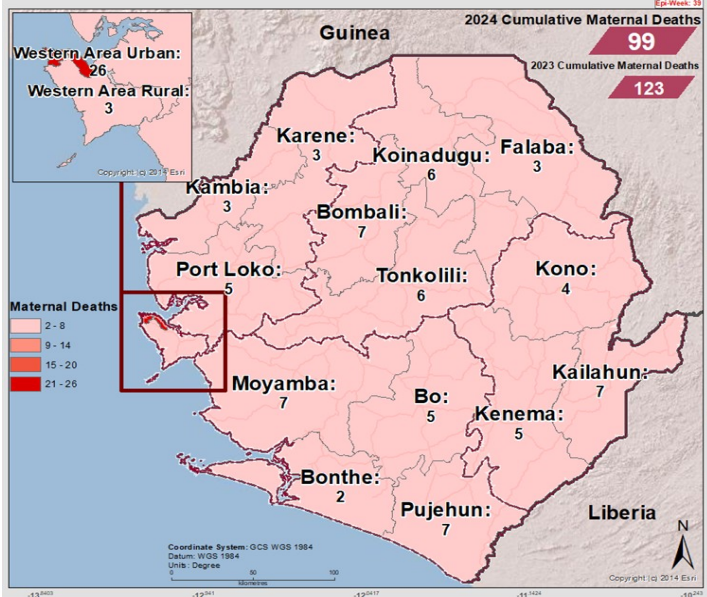 Epi-Week: 39
2024 Cumulative Maternal Deaths
99
2023 Cumulative Maternal Deaths
123
Guinea
Western Area Urban:
26
Western Area Rural:
3
Copyright (c) 2014 Esri
Karene:
3
Koinadugu:
6
Falaba:
3
Kambia:
3
Bombali:
7
Port Loko:
5
Tonkolili:
6
Kono:
4
Maternal Deaths
2 - 8
9 - 14
15 - 20
21 - 26
Moyamba:
7
Bo:
5
Kenema:
5
Kailahun:
7
Bonthe:
2
Pujehun:
7
Liberia
N
Coordinate System: GCS WGS 1984
Datum: WGS 1984
Units: Degree
0 50 100
kilometres
Copyright (c) 2014 Esri